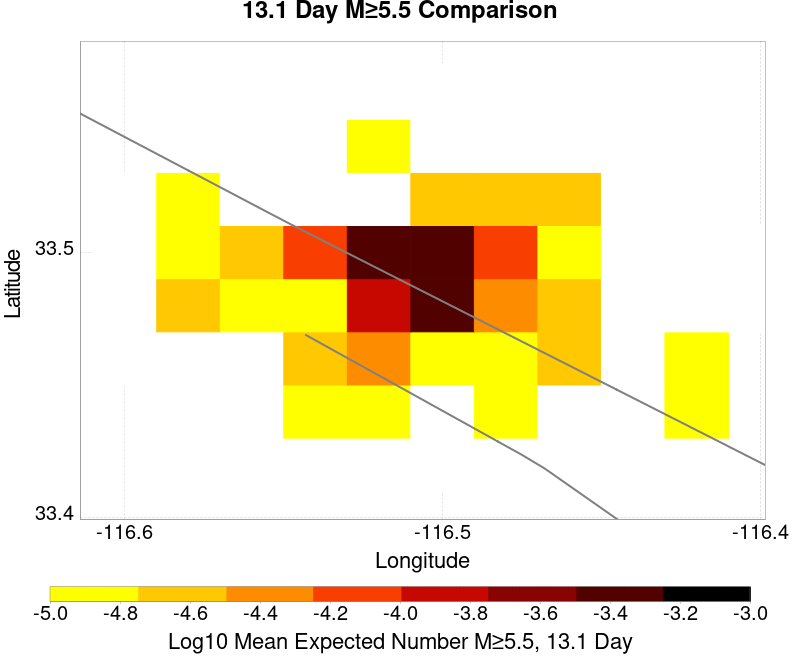 13.1 Day M≥5.5 Comparison
Latitude
33.5
33.4
-116.6 -116.5 -116.4
Longitude
-5.0 -4.8 -4.6 -4.4 -4.2 -4.0 -3.8 -3.6 -3.4 -3.2 -3.0
Log10 Mean Expected Number M≥5.5, 13.1 Day